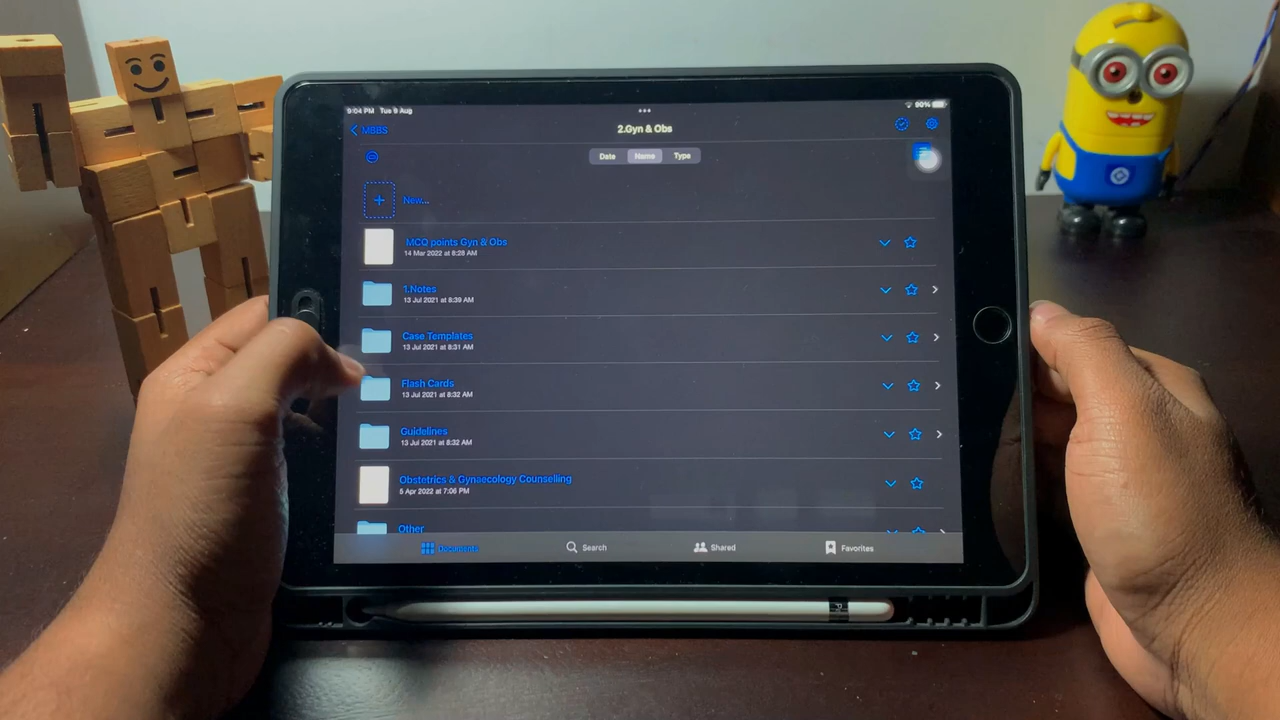 9:04 PM Tue 9 Aug
90%
MBBS
2.Gyn & Obs
Date Name Type
New...
MCQ points Gyn & Obs
14 Mar 2022 at 8:28 AM
1.Notes
13 Jul 2021 at 8:39 AM
Case Templates
13 Jul 2021 at 8:31 AM
Flash Cards
13 Jul 2021 at 8:32 AM
Guidelines
13 Jul 2021 at 8:32 AM
Obstetrics & Gynaecology Counselling
5 Apr 2022 at 7:06 PM
Other
Documents Search Shared Favorites